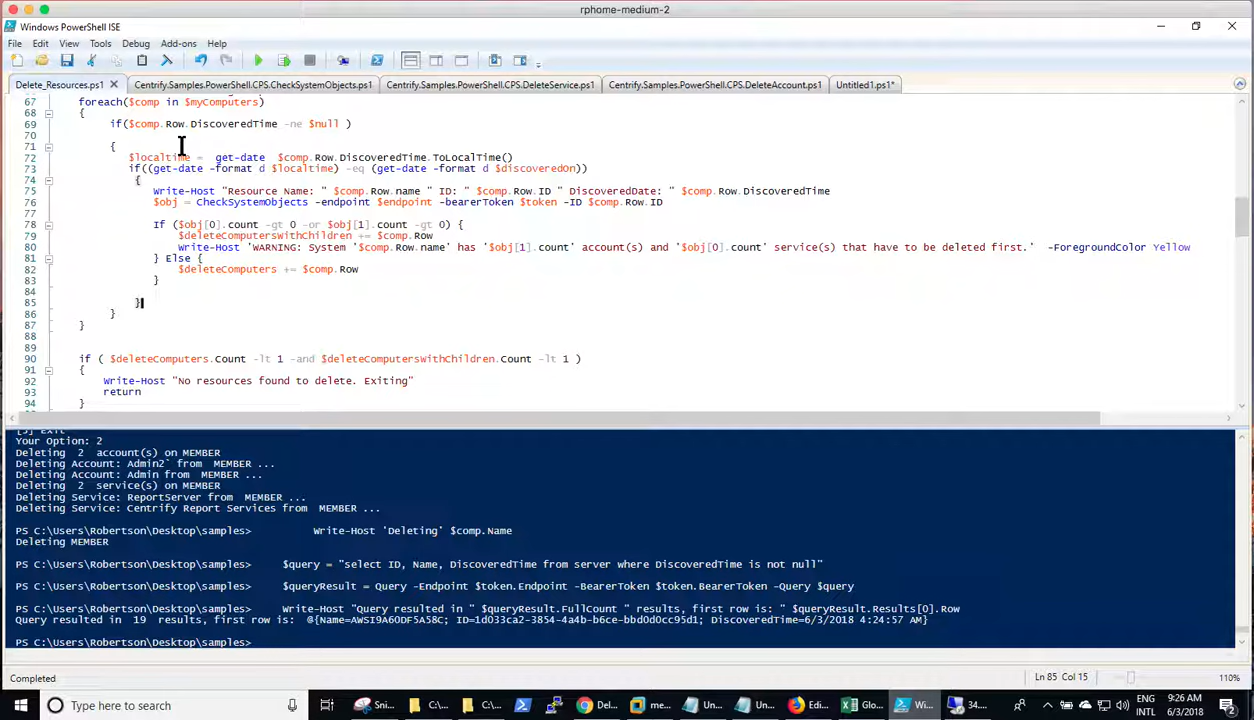 rphome-medium-2
Windows PowerShell ISE
File Edit View Tools Debug Add-ons Help
Delete_Resources.ps1 Centrify.Samples.PowerShell.CPS.CheckSystemObjects.ps1 Centrify.Samples.PowerShell.CPS.DeleteService.ps1 Centrify.Samples.PowerShell.CPS.DeleteAccount.ps1 Untitled1.ps1*
67 foreach($comp in $myComputers)
68 {
69 if($comp.Row.DiscoveredTime -ne $null )
70
71 {
72 $localtime = get-date $comp.Row.DiscoveredTime.ToLocalTime()
73 if((get-date -format d $localtime) -eq (get-date -format d $discoveredOn))
74 {
75 Write-Host "Resource Name: " $comp.Row.name " ID: " $comp.Row.ID " DiscoveredDate: " $comp.Row.DiscoveredTime
76 $obj = CheckSystemObjects -endpoint $endpoint -bearerToken $token -ID $comp.Row.ID
77
78 If ($obj[0].count -gt 0 -or $obj[1].count -gt 0) {
79 $deleteComputersWithChildren += $comp.Row
80 Write-Host 'WARNING: System '$comp.Row.name' has '$obj[1].count' account(s) and '$obj[0].count' service(s) that have to be deleted first.' -ForegroundColor Yellow
81 } Else {
82 $deleteComputers += $comp.Row
83 }
84
85 }
86 }
87 }
88
89
90 if ( $deleteComputers.Count -lt 1 -and $deleteComputersWithChildren.Count -lt 1 )
91 {
92 Write-Host "No resources found to delete. Exiting"
93 return
94 }
[3] Exit
Your Option: 2
Deleting 2 account(s) on MEMBER
Deleting Account: Admin2` from MEMBER ...
Deleting Account: Admin from MEMBER ...
Deleting 2 service(s) on MEMBER
Deleting Service: ReportServer from MEMBER ...
Deleting Service: Centrify Report Services from MEMBER ...
PS C:\Users\Robertson\Desktop\samples> Write-Host 'Deleting' $comp.Name
Deleting MEMBER
PS C:\Users\Robertson\Desktop\samples> $query = "select ID, Name, DiscoveredTime from server where DiscoveredTime is not null"
PS C:\Users\Robertson\Desktop\samples> $queryResult = Query -Endpoint $token.Endpoint -BearerToken $token.BearerToken -Query $query
PS C:\Users\Robertson\Desktop\samples> Write-Host "Query resulted in " $queryResult.FullCount " results, first row is: " $queryResult.Results[0].Row
Query resulted in 19 results, first row is: @{Name=AWSI9A6ODF5A58C; ID=1d033ca2-3854-4a4b-b6ce-bbd0d0cc95d1; DiscoveredTime=6/3/2018 4:24:57 AM}
PS C:\Users\Robertson\Desktop\samples>
Completed Ln 85 Col 15 110%
Type here to search Sni... C:\... C:\... Del... me... Un... Un... Edi... Glo... Wi... 34.... ENG INTL 9:26 AM 6/3/2018 2